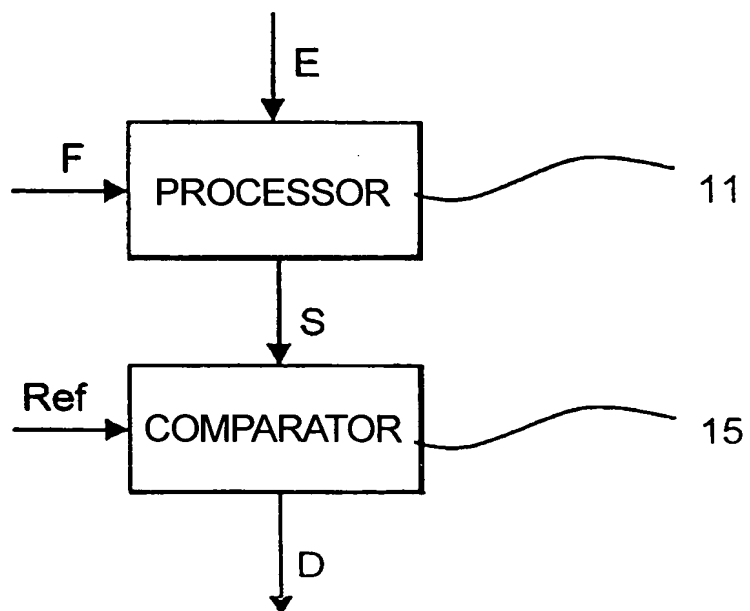 E
F
PROCESSOR
11
S
Ref
COMPARATOR
15
D